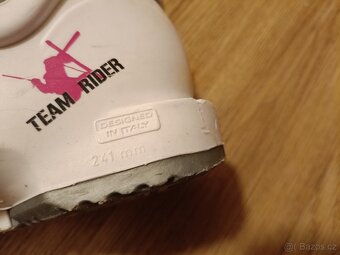 TEAM RIDER
DESIGNED
IN ITALY
241 mm
L
© Bazos.cz